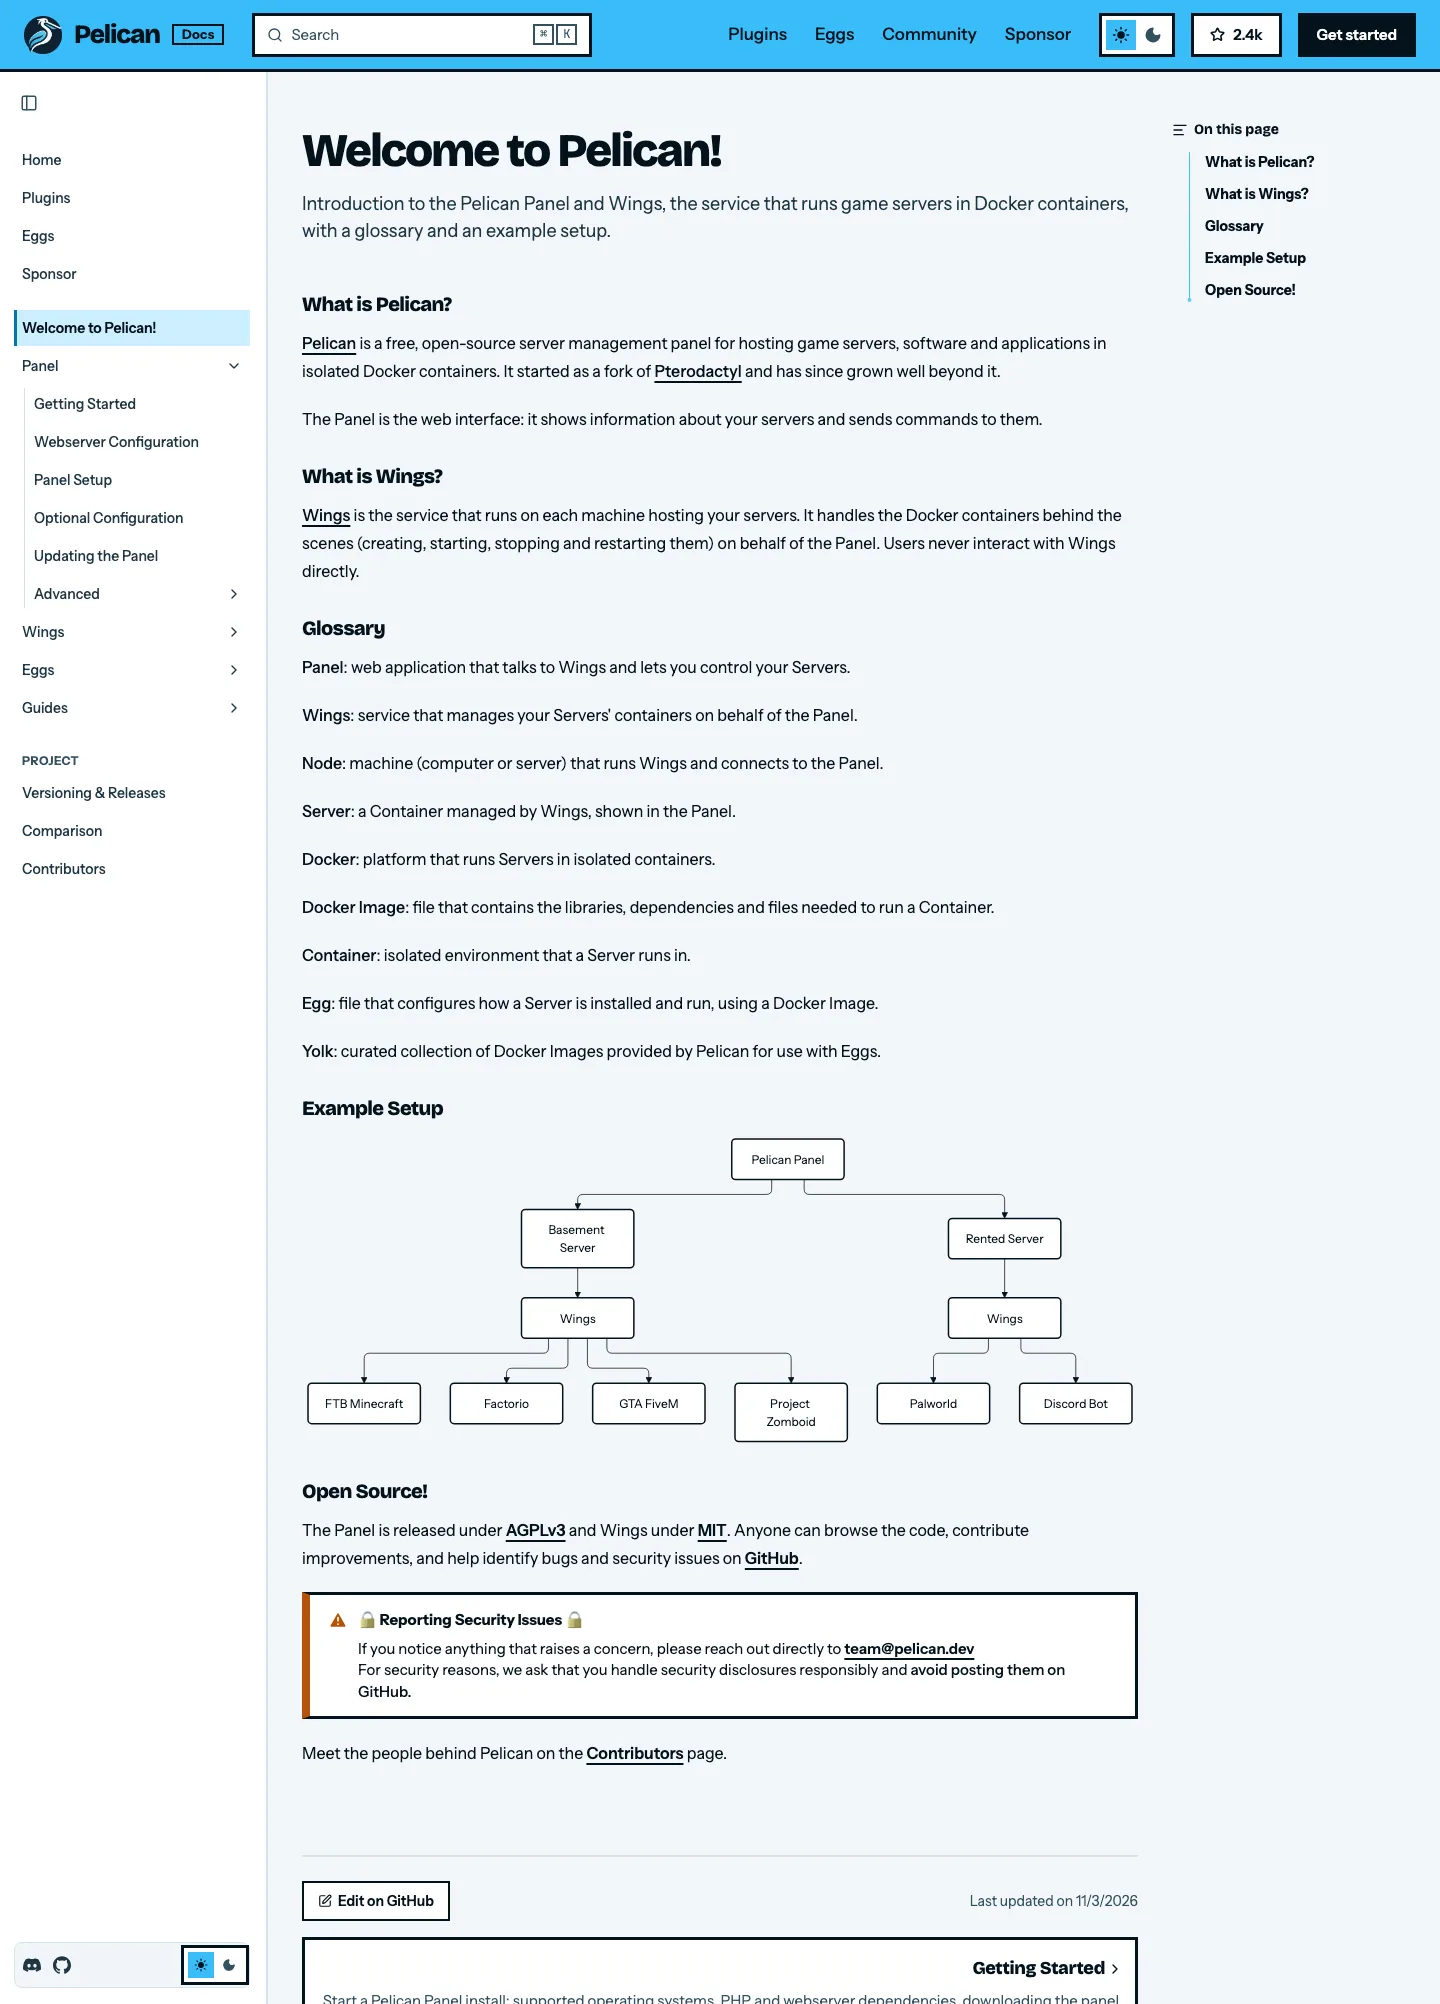 Pelican Docs
Search ⌘ K
Plugins Eggs Community Sponsor
2.4k
Get started
Home
Plugins
Eggs
Sponsor
Welcome to Pelican!
Panel
Getting Started
Webserver Configuration
Panel Setup
Optional Configuration
Updating the Panel
Advanced
Wings
Eggs
Guides
PROJECT
Versioning & Releases
Comparison
Contributors
Welcome to Pelican!
Introduction to the Pelican Panel and Wings, the service that runs game servers in Docker containers,
with a glossary and an example setup.
What is Pelican?
Pelican is a free, open-source server management panel for hosting game servers, software and applications in
isolated Docker containers. It started as a fork of Pterodactyl and has since grown well beyond it.
The Panel is the web interface: it shows information about your servers and sends commands to them.
What is Wings?
Wings is the service that runs on each machine hosting your servers. It handles the Docker containers behind the
scenes (creating, starting, stopping and restarting them) on behalf of the Panel. Users never interact with Wings
directly.
Glossary
Panel: web application that talks to Wings and lets you control your Servers.
Wings: service that manages your Servers' containers on behalf of the Panel.
Node: machine (computer or server) that runs Wings and connects to the Panel.
Server: a Container managed by Wings, shown in the Panel.
Docker: platform that runs Servers in isolated containers.
Docker Image: file that contains the libraries, dependencies and files needed to run a Container.
Container: isolated environment that a Server runs in.
Egg: file that configures how a Server is installed and run, using a Docker Image.
Yolk: curated collection of Docker Images provided by Pelican for use with Eggs.
Example Setup
Pelican Panel
Basement
Server
Rented Server
Wings
Wings
FTB Minecraft
Factorio
GTA FiveM
Project
Zomboid
Palworld
Discord Bot
Open Source!
The Panel is released under AGPLv3 and Wings under MIT. Anyone can browse the code, contribute
improvements, and help identify bugs and security issues on GitHub.
🔒 Reporting Security Issues 🔒
If you notice anything that raises a concern, please reach out directly to team@pelican.dev
For security reasons, we ask that you handle security disclosures responsibly and avoid posting them on
GitHub.
Meet the people behind Pelican on the Contributors page.
Edit on GitHub
Last updated on 11/3/2026
Getting Started
Start a Pelican Panel install: supported operating systems, PHP and webserver dependencies, downloading the panel
On this page
What is Pelican?
What is Wings?
Glossary
Example Setup
Open Source!